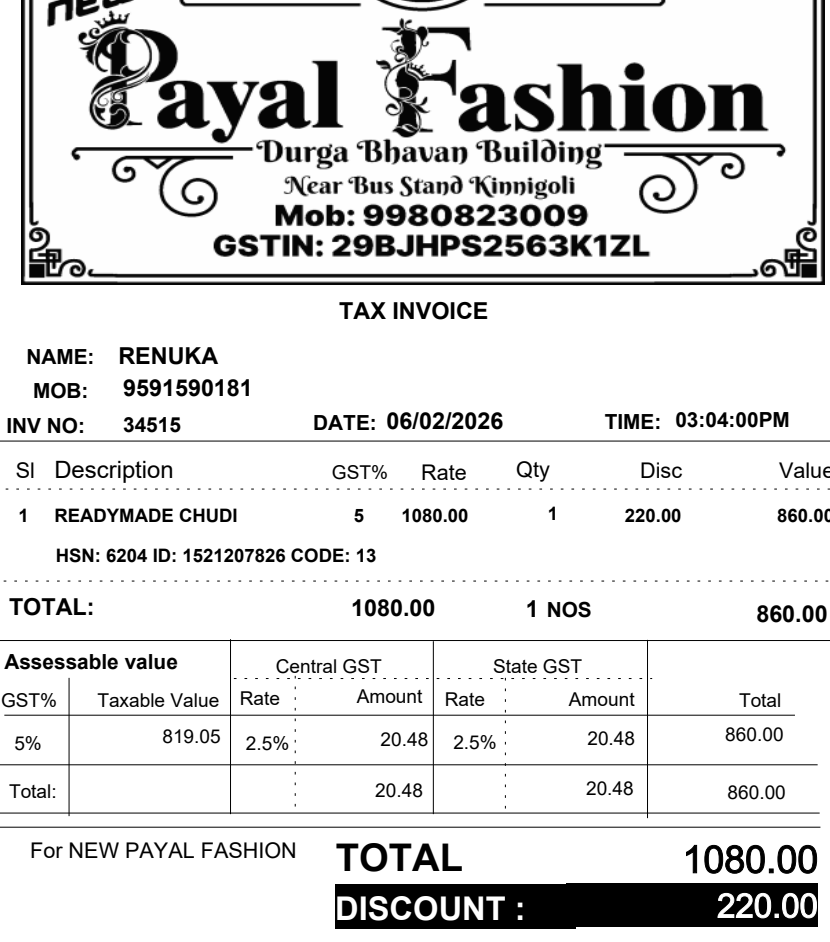 new
Payal Fashion
Durga Bhavan Building
Near Bus Stand Kinnigoli
Mob: 9980823009
GSTIN: 29BJHPS2563K1ZL
TAX INVOICE
NAME: RENUKA
MOB: 9591590181
INV NO: 34515 DATE: 06/02/2026 TIME: 03:04:00PM
Sl Description GST% Rate Qty Disc Value
1 READYMADE CHUDI 5 1080.00 1 220.00 860.00
HSN: 6204 ID: 1521207826 CODE: 13
TOTAL: 1080.00 1 NOS 860.00
Assessable value Central GST State GST
GST% Taxable Value Rate Amount Rate Amount Total
5% 819.05 2.5% 20.48 2.5% 20.48 860.00
Total: 20.48 20.48 860.00
For NEW PAYAL FASHION TOTAL 1080.00
DISCOUNT : 220.00